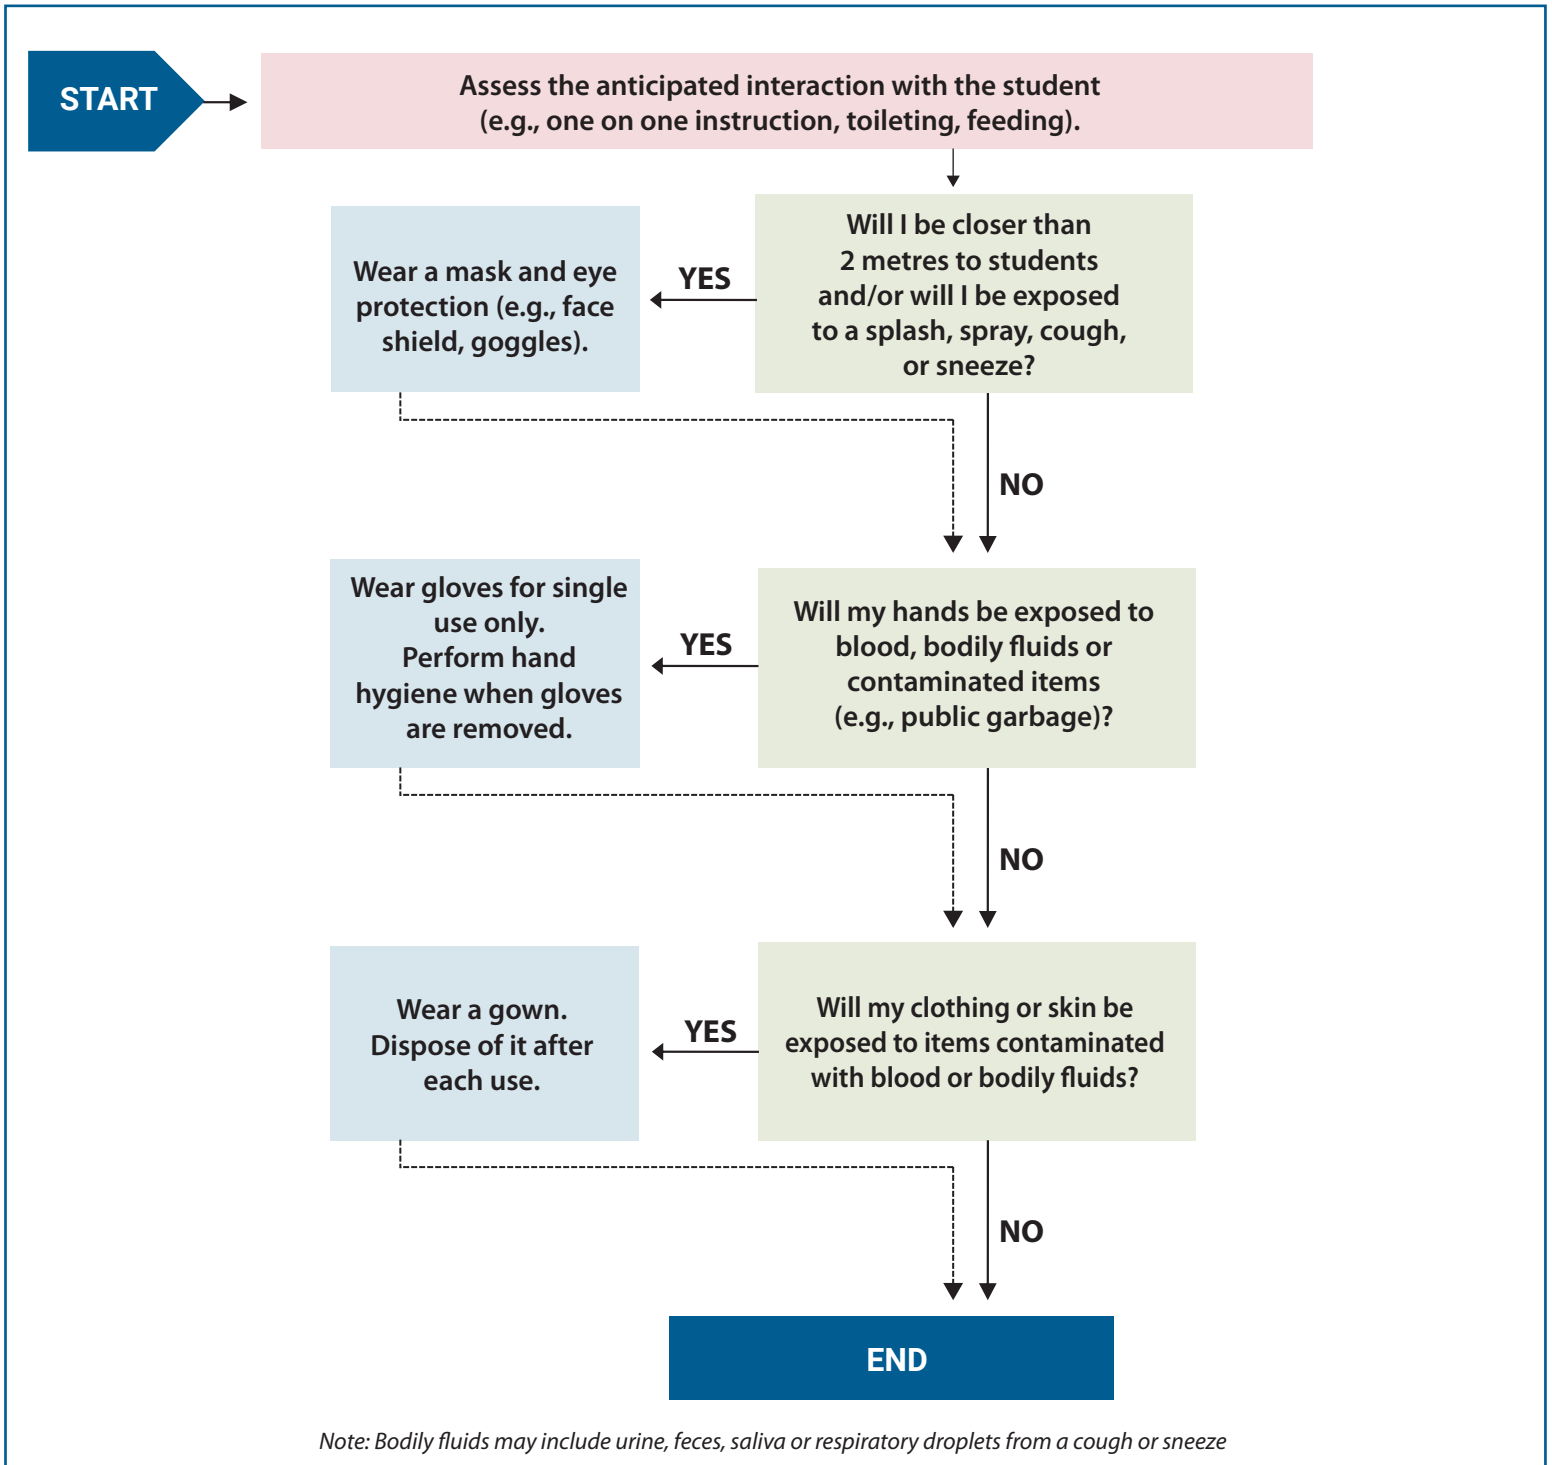 START
Assess the anticipated interaction with the student
(e.g., one on one instruction, toileting, feeding).
Will I be closer than
2 metres to students
and/or will I be exposed
to a splash, spray, cough,
or sneeze?
YES
Wear a mask and eye
protection (e.g., face
shield, goggles).
NO
Will my hands be exposed to
blood, bodily fluids or
contaminated items
(e.g., public garbage)?
YES
Wear gloves for single
use only.
Perform hand
hygiene when gloves
are removed.
NO
Will my clothing or skin be
exposed to items contaminated
with blood or bodily fluids?
YES
Wear a gown.
Dispose of it after
each use.
NO
END
Note: Bodily fluids may include urine, feces, saliva or respiratory droplets from a cough or sneeze